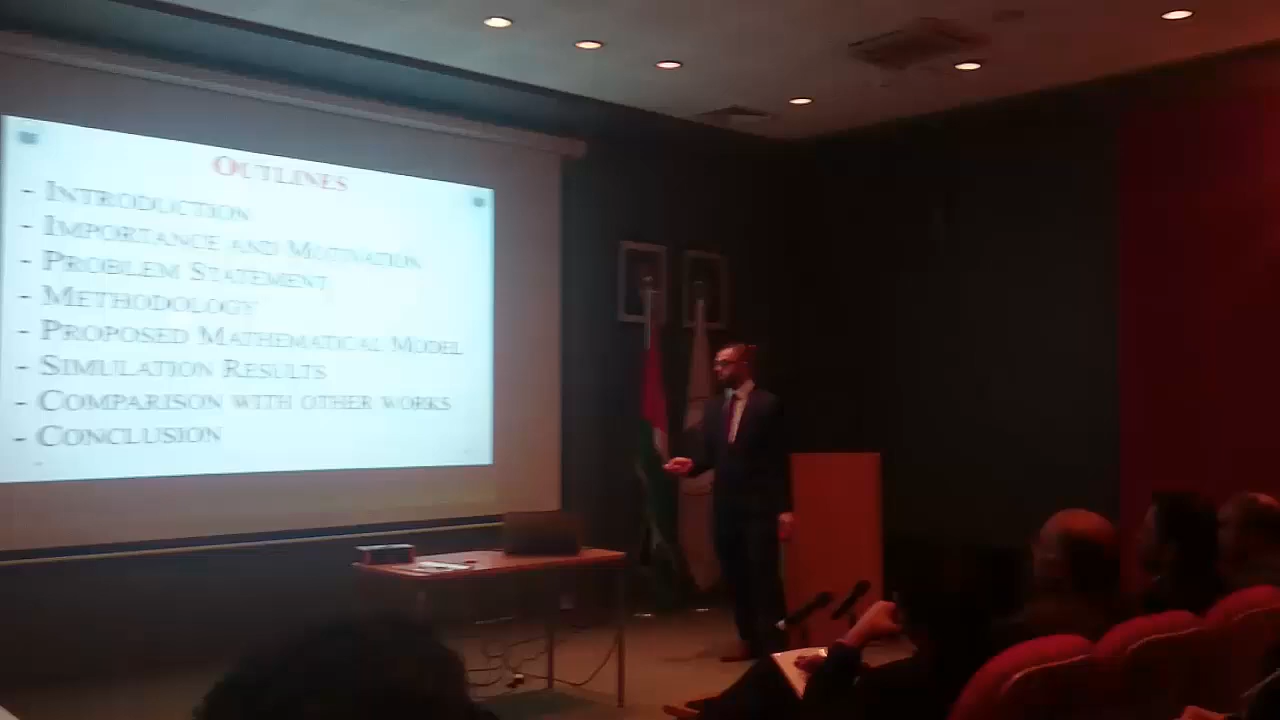 OUTLINES
- INTRODUCTION
- IMPORTANCE AND MOTIVATION
- PROBLEM STATEMENT
- METHODOLOGY
- PROPOSED MATHEMATICAL MODEL
- SIMULATION RESULTS
- COMPARISON WITH OTHER WORKS
- CONCLUSION